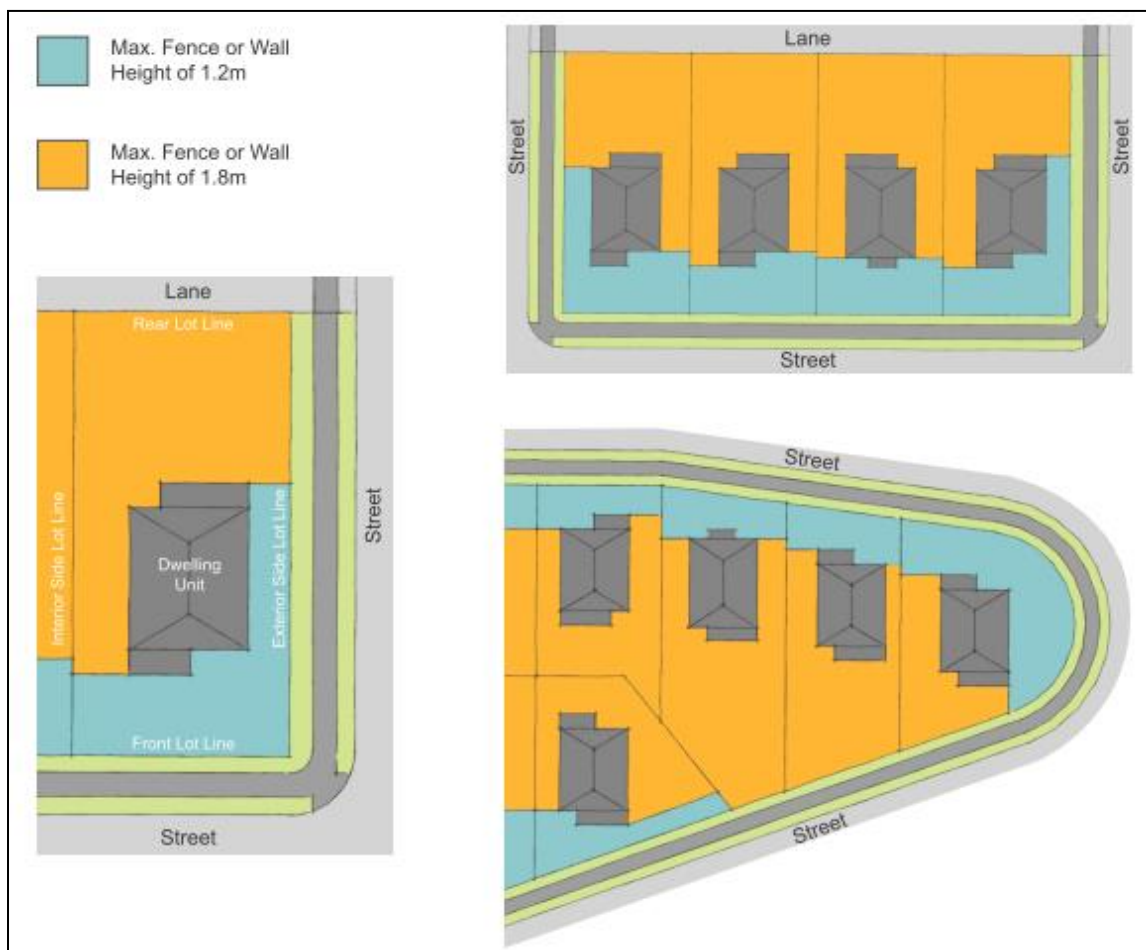 Max. Fence or Wall
Height of 1.2m
Max. Fence or Wall
Height of 1.8m
Lane
Street
Street
Street
Lane
Rear Lot Line
Interior Side Lot Line
Dwelling
Unit
Exterior Side Lot Line
Street
Front Lot Line
Street
Street
Street